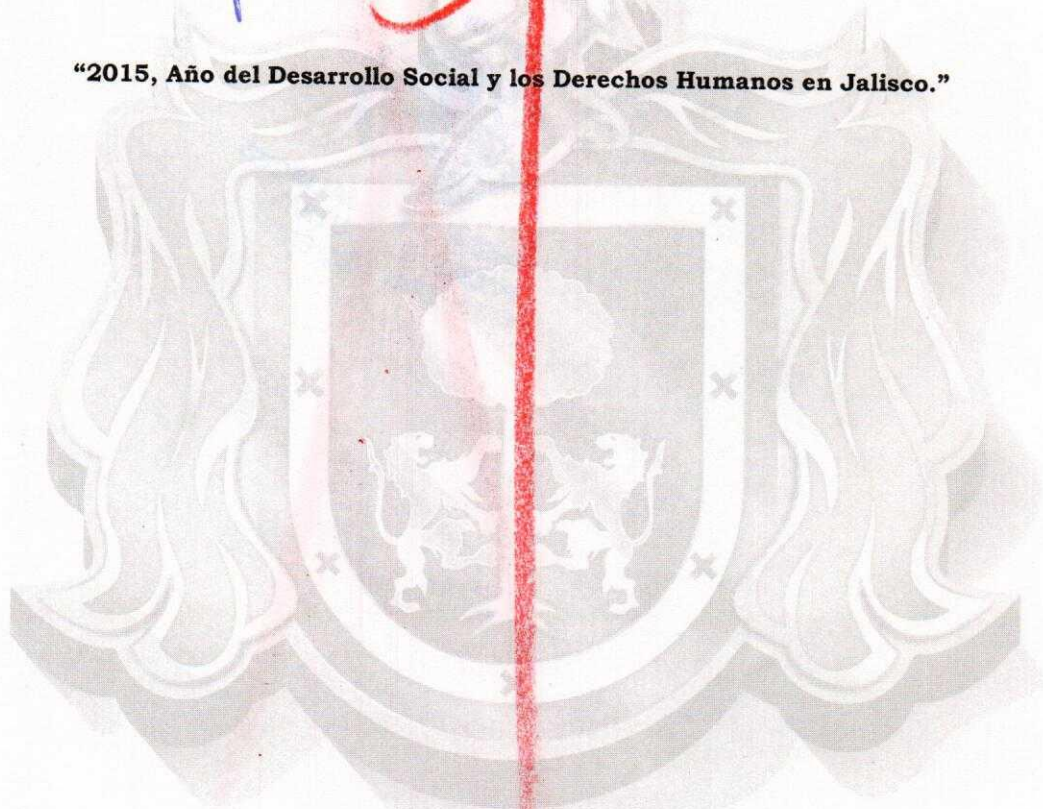 “2015, Año del Desarrollo Social y los Derechos Humanos en Jalisco.”